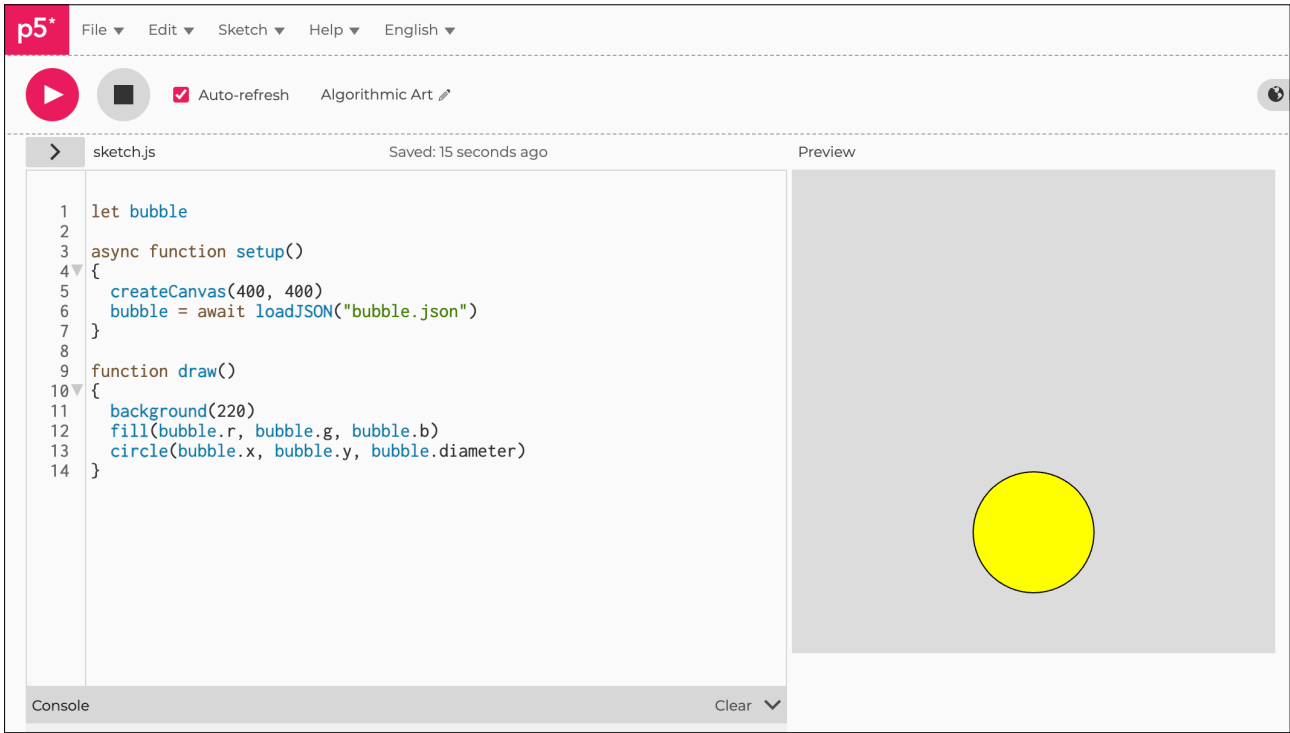 p5* File Edit Sketch Help English
Auto-refresh Algorithmic Art
sketch.js Saved: 15 seconds ago Preview
1 let bubble
2
3 async function setup()
4 {
5 createCanvas(400, 400)
6 bubble = await loadJSON("bubble.json")
7 }
8
9 function draw()
10 {
11 background(220)
12 fill(bubble.r, bubble.g, bubble.b)
13 circle(bubble.x, bubble.y, bubble.diameter)
14 }
Console Clear